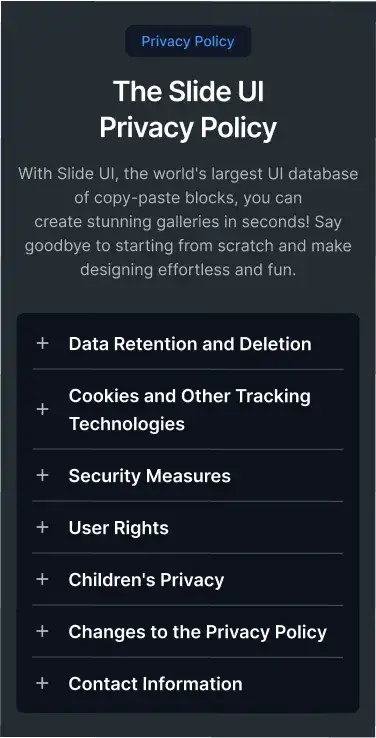 Privacy Policy
The Slide UI
Privacy Policy
With Slide UI, the world's largest UI database
of copy-paste blocks, you can
create stunning galleries in seconds! Say
goodbye to starting from scratch and make
designing effortless and fun.
+ Data Retention and Deletion
+ Cookies and Other Tracking
Technologies
+ Security Measures
+ User Rights
+ Children's Privacy
+ Changes to the Privacy Policy
+ Contact Information